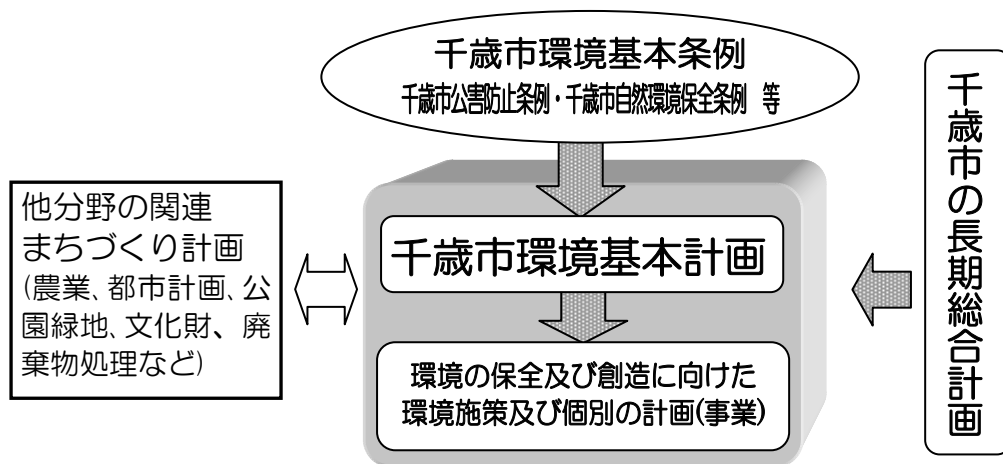 千歳市環境基本条例
千歳市公害防止条例・千歳市自然環境保全条例 等
他分野の関連
まちづくり計画
(農業、都市計画、公
園緑地、文化財、廃
棄物処理など)
千歳市環境基本計画
環境の保全及び創造に向けた
環境施策及び個別の計画(事業)
千歳市の長期総合計画